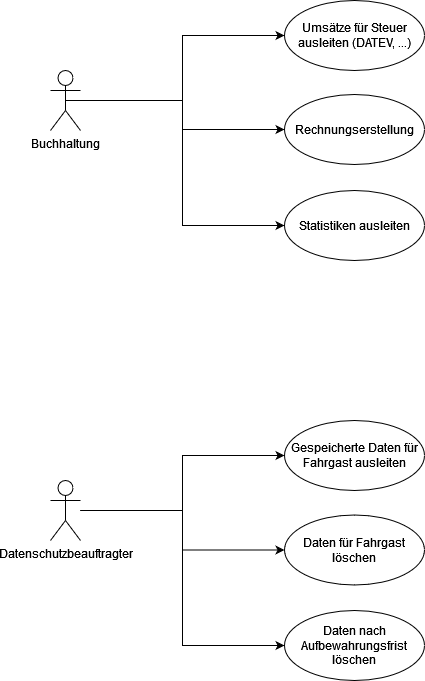 Umsätze für Steuer
ausleiten (DATEV, ...)
Buchhaltung
Rechnungserstellung
Statistiken ausleiten
Gespeicherte Daten für
Fahrgast ausleiten
Datenschutzbeauftragter
Daten für Fahrgast
löschen
Daten nach
Aufbewahrungsfrist
löschen